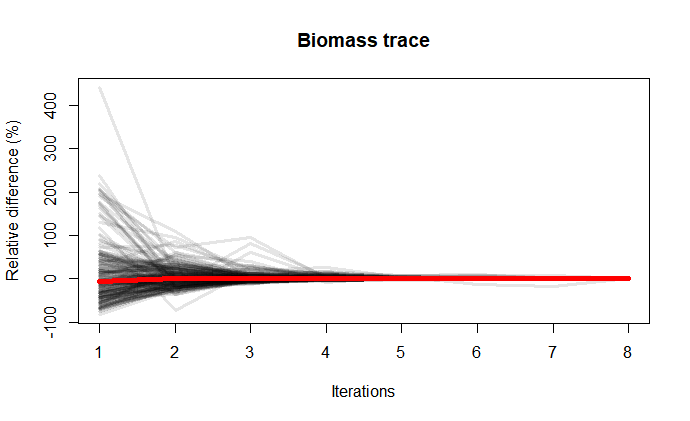 Biomass trace
Relative difference (%)
400
300
200
100
0
-100
1 2 3 4 5 6 7 8
Iterations